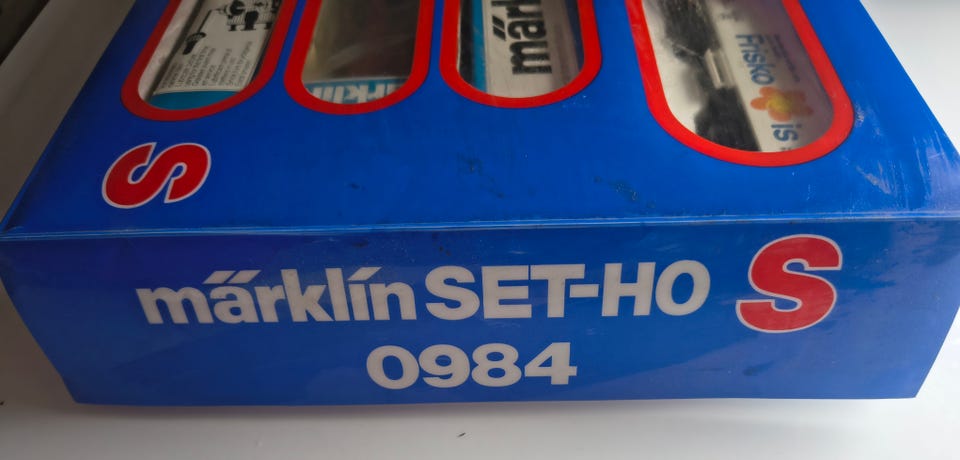 märklin
märklin
Frisko
is
S
märklin SET-HO
S
0984